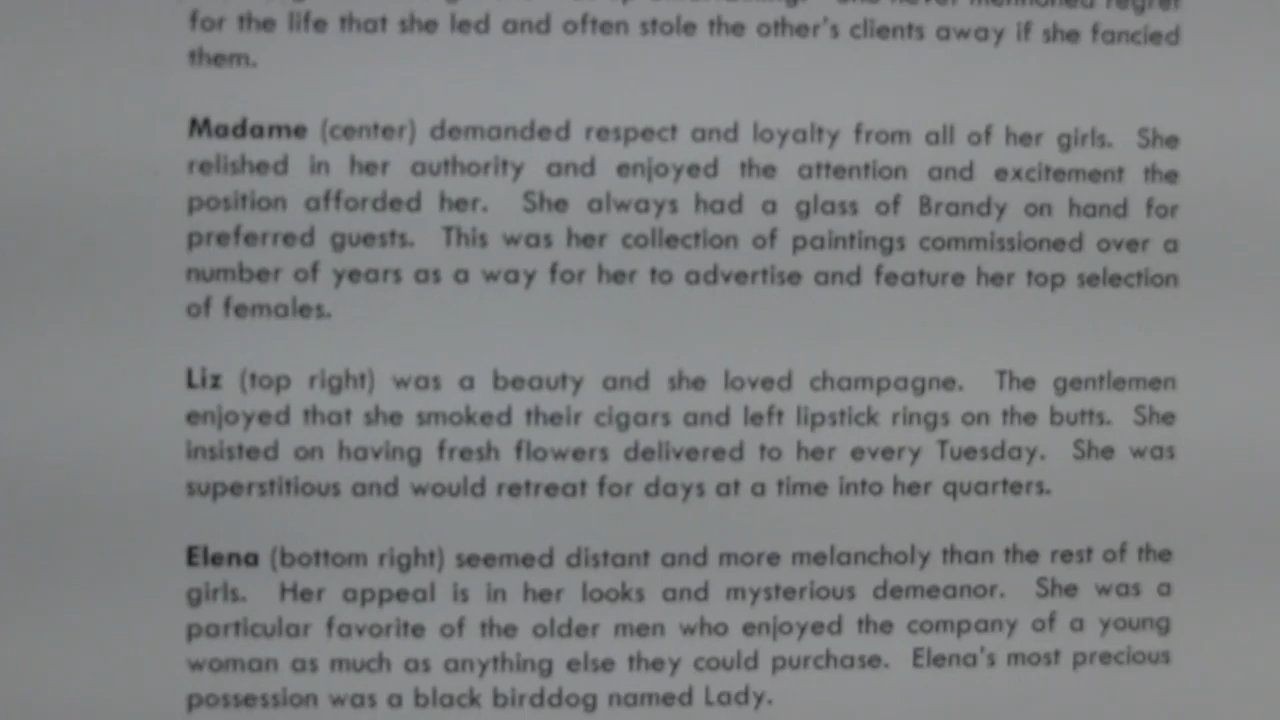 regret
for the life that she led and often stole the other's clients away if she fancied
them.
Madame (center) demanded respect and loyalty from all of her girls. She
relished in her authority and enjoyed the attention and excitement the
position afforded her. She always had a glass of Brandy on hand for
preferred guests. This was her collection of paintings commissioned over a
number of years as a way for her to advertise and feature her top selection
of females.
Liz (top right) was a beauty and she loved champagne. The gentlemen
enjoyed that she smoked their cigars and left lipstick rings on the butts. She
insisted on having fresh flowers delivered to her every Tuesday. She was
superstitious and would retreat for days at a time into her quarters.
Elena (bottom right) seemed distant and more melancholy than the rest of the
girls. Her appeal is in her looks and mysterious demeanor. She was a
particular favorite of the older men who enjoyed the company of a young
woman as much as anything else they could purchase. Elena's most precious
possession was a black birddog named Lady.